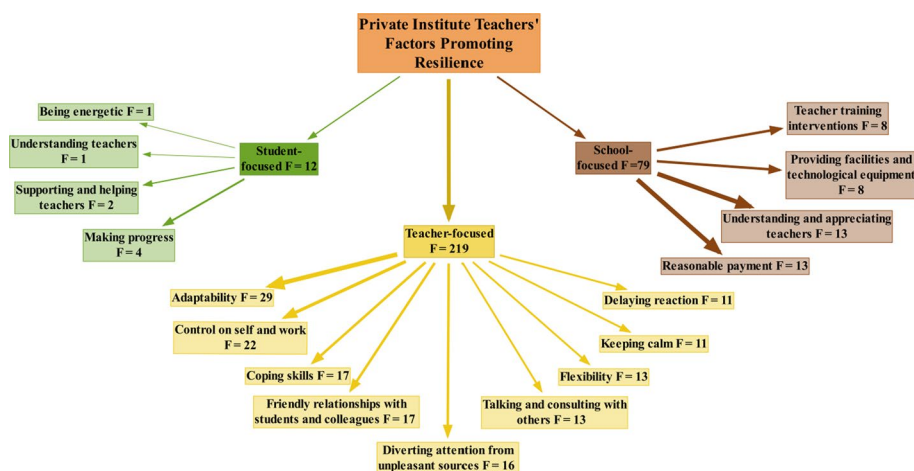 Private Institute Teachers'
Factors Promoting
Resilience
Being energetic F = 1
Understanding teachers
F = 1
Supporting and helping
teachers F = 2
Making progress
F = 4
Student-
focused F = 12
School-
focused F =79
Teacher training
interventions F = 8
Providing facilities and
technological equipment
F = 8
Understanding and appreciating
teachers F = 13
Reasonable payment F = 13
Teacher-focused
F = 219
Adaptability F = 29
Control on self and work
F = 22
Coping skills F = 17
Friendly relationships with
students and colleagues F = 17
Diverting attention from
unpleasant sources F = 16
Talking and consulting with
others F = 13
Flexibility F = 13
Keeping calm F = 11
Delaying reaction F = 11